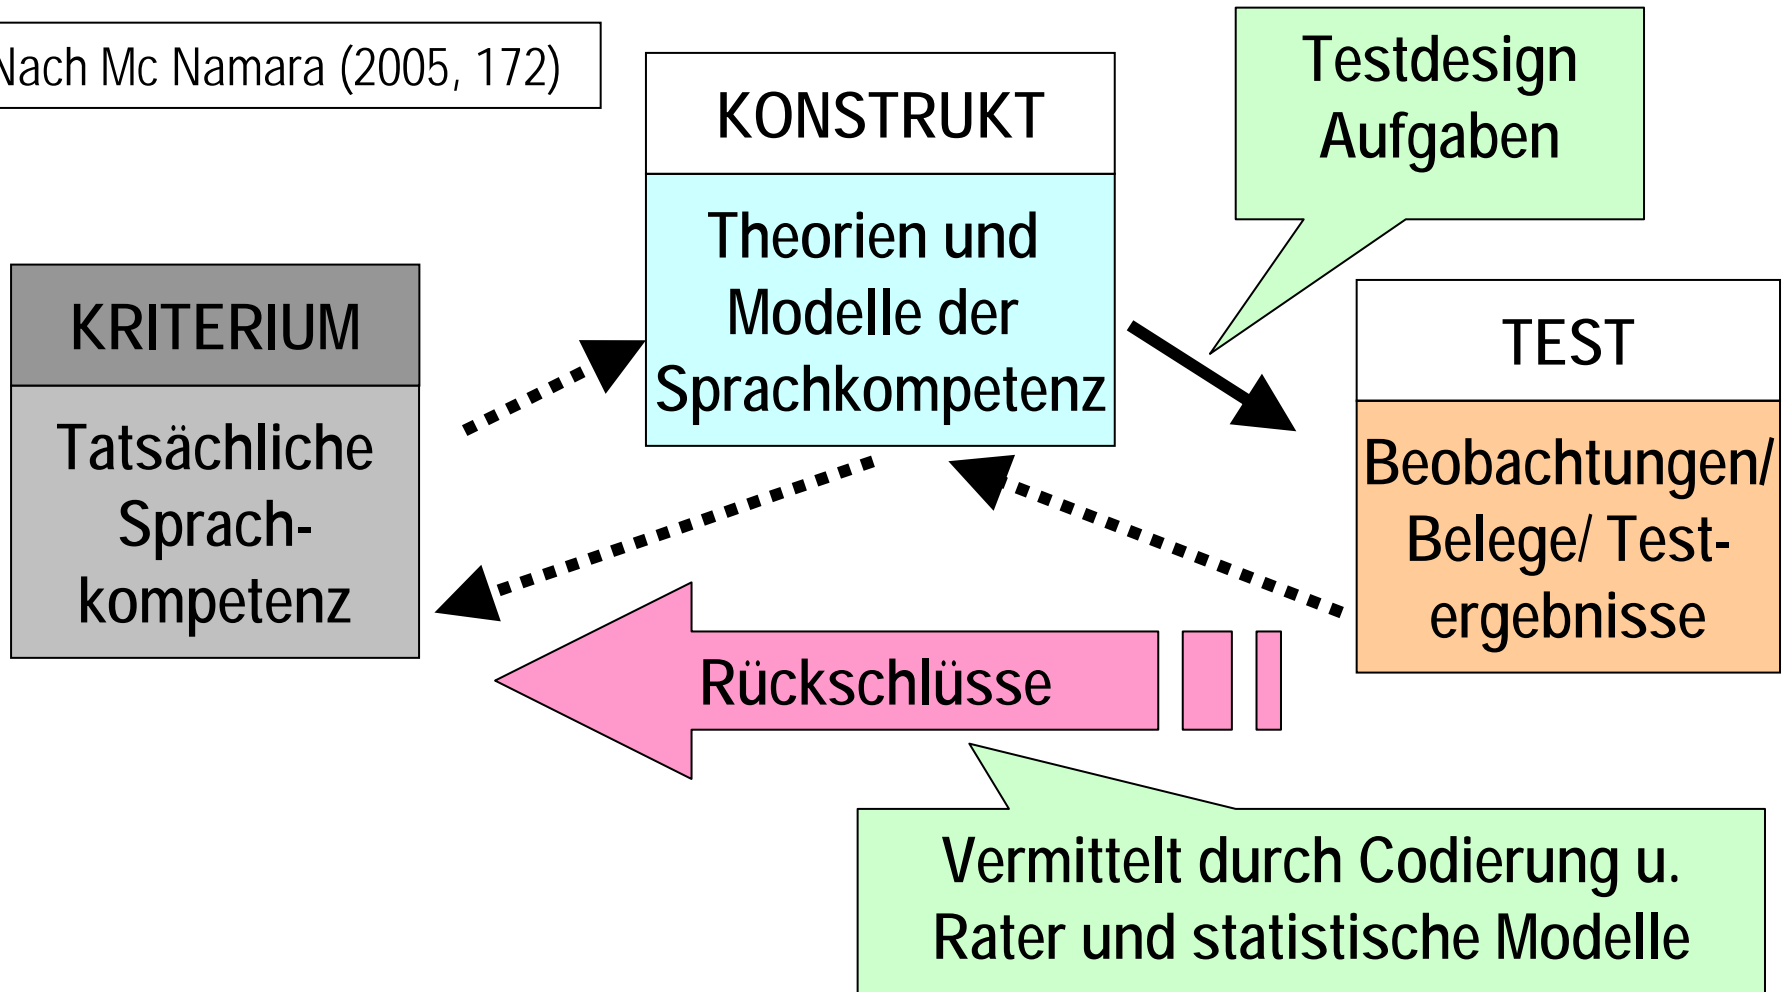 Nach Mc Namara (2005, 172)
KONSTRUKT
Theorien und
Modelle der
Sprachkompetenz
Testdesign
Aufgaben
KRITERIUM
Tatsächliche
Sprach-
kompetenz
TEST
Beobachtungen/
Belege/ Test-
ergebnisse
Rückschlüsse
Vermittelt durch Codierung u.
Rater und statistische Modelle